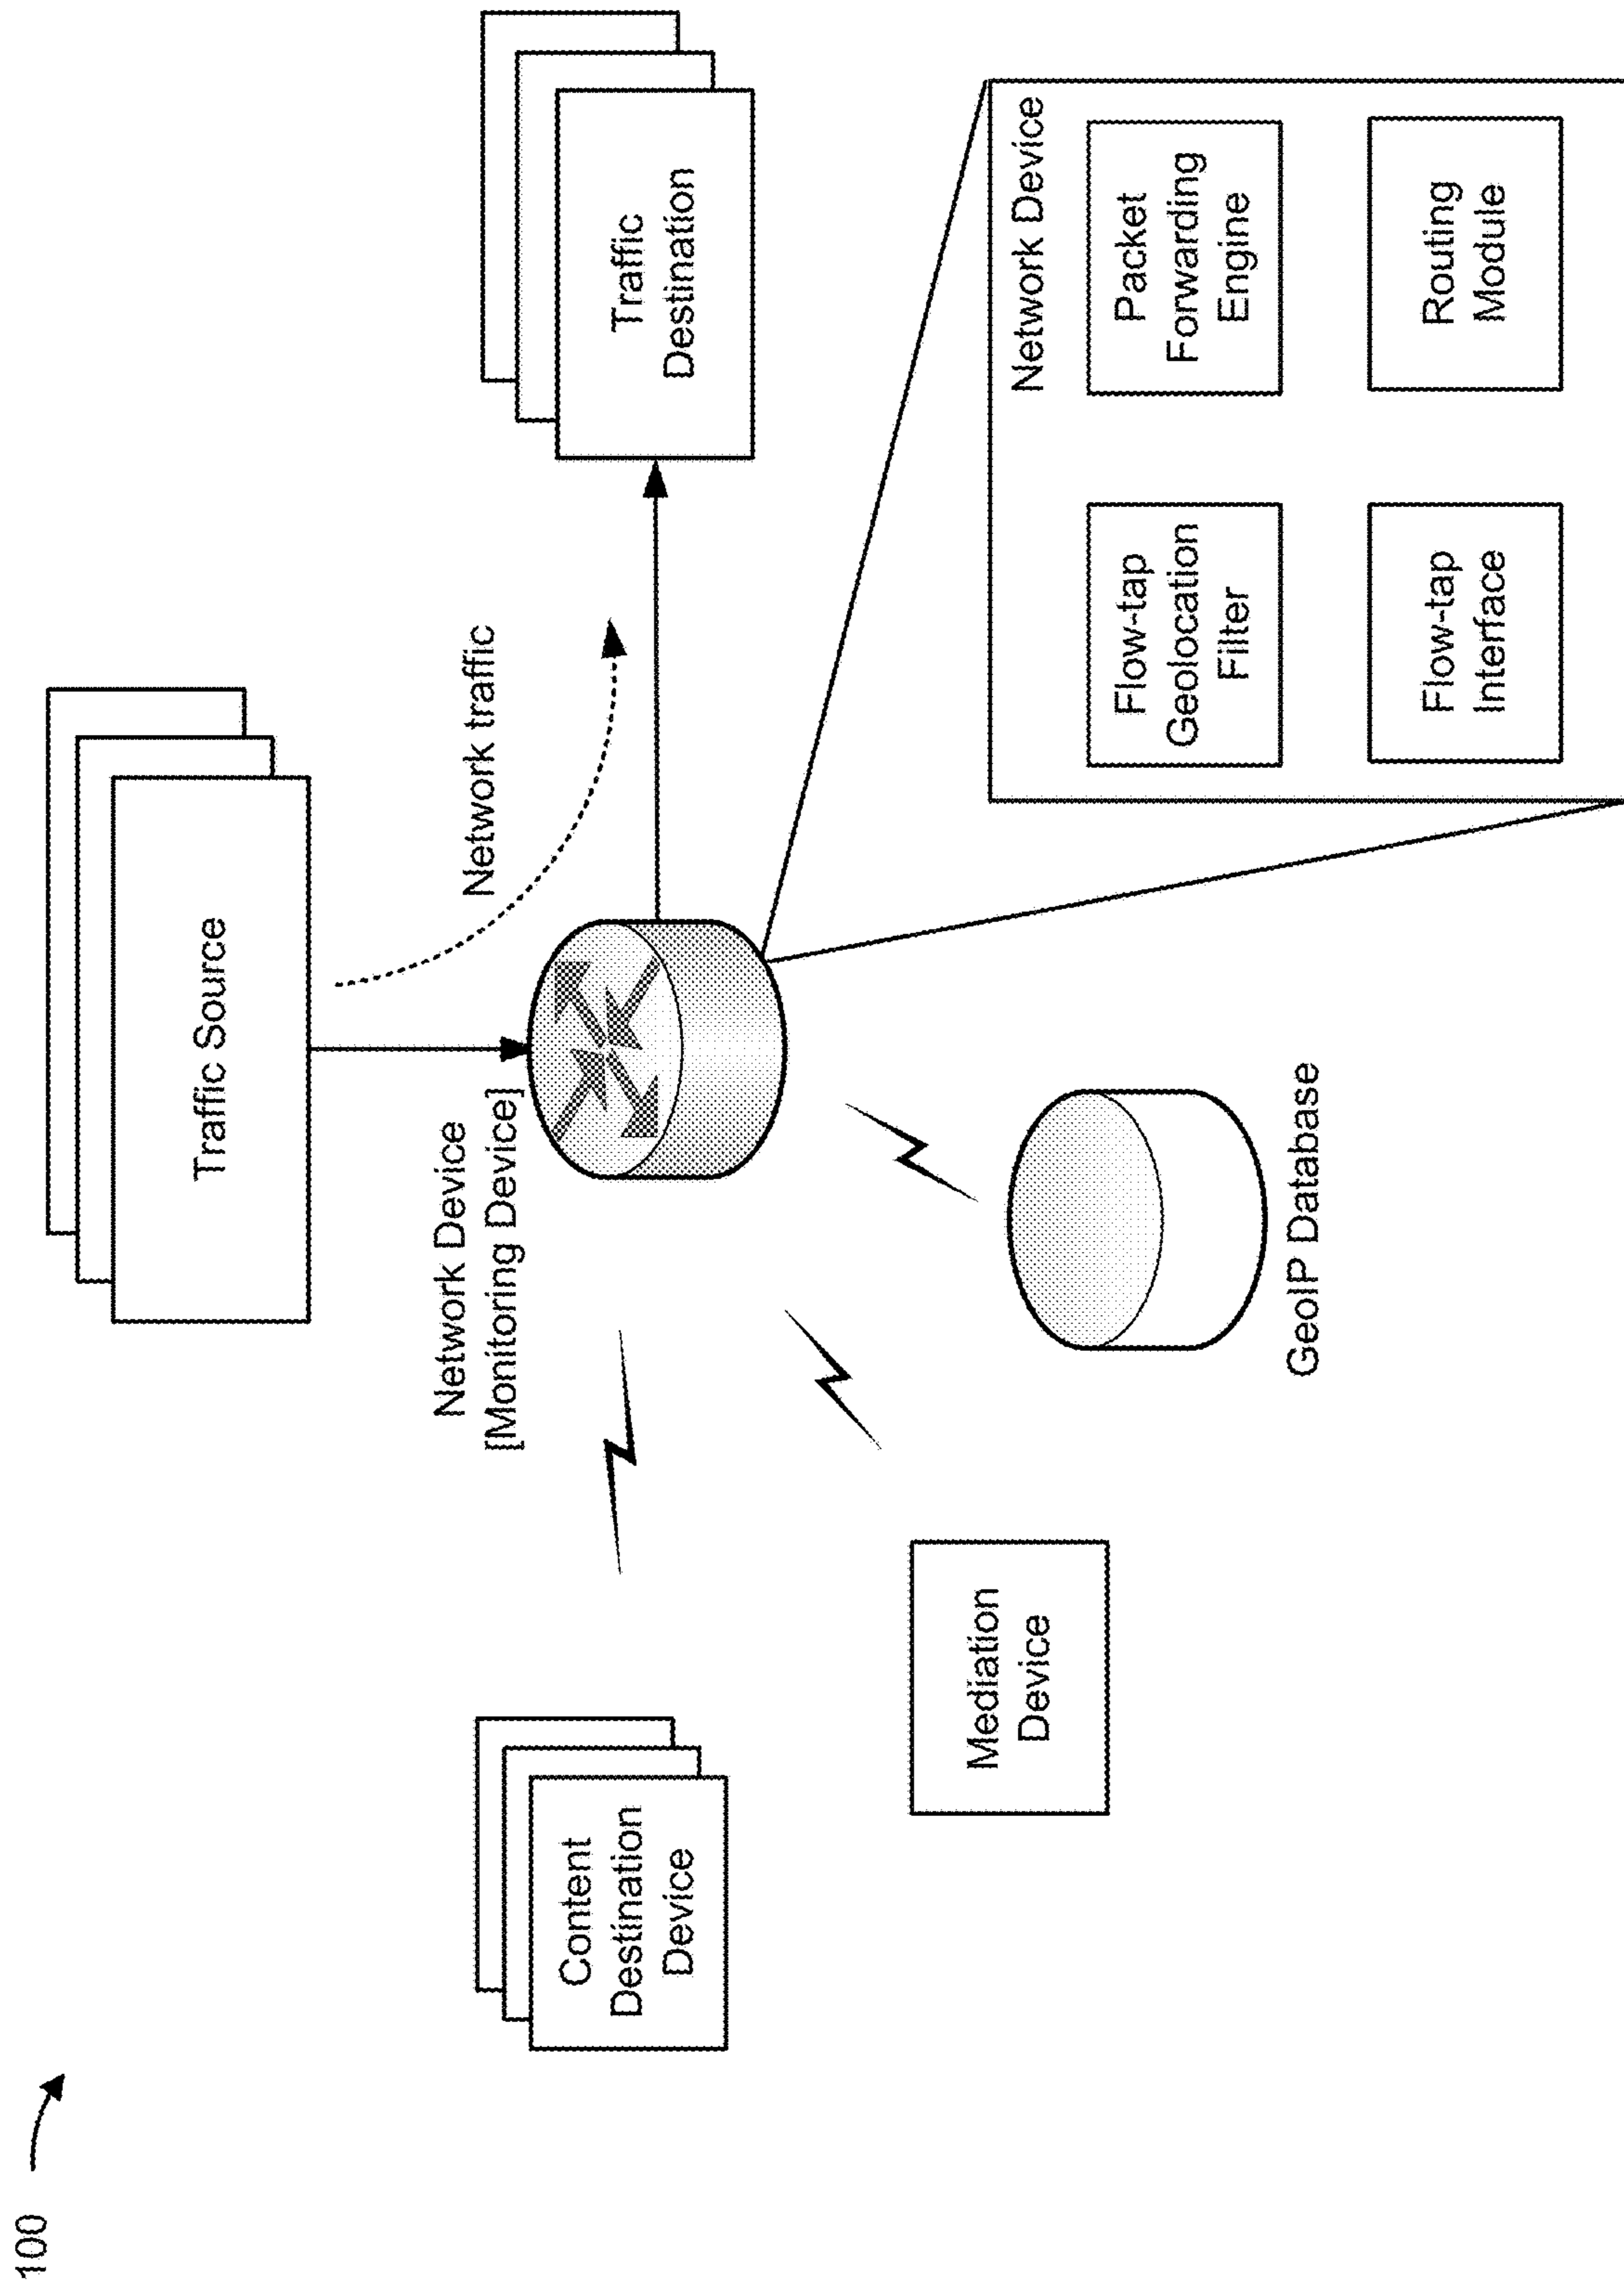 100
Traffic Source
Network traffic
Network Device
[Monitoring Device]
Traffic
Destination
Content
Destination
Device
Mediation
Device
GeoIP Database
Network Device
Flow-tap
Geolocation
Filter
Packet
Forwarding
Engine
Flow-tap
Interface
Routing
Module